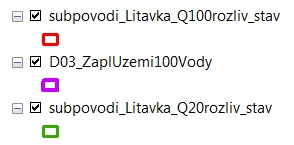 subpovodi_Litavka_Q100rozliv_stav
D03_ZaplUzemi100Vody
subpovodi_Litavka_Q20rozliv_stav